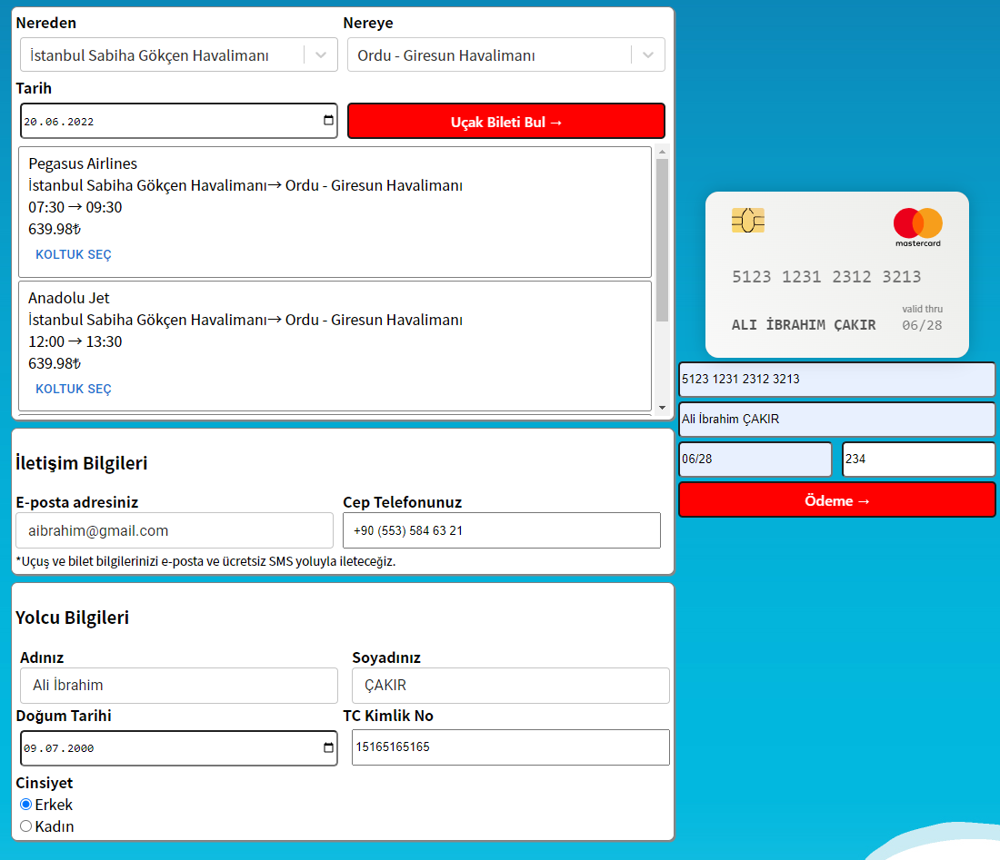 Nereden
Nereye
İstanbul Sabiha Gökçen Havalimanı
Ordu - Giresun Havalimanı
Tarih
20.06.2022
Uçak Bileti Bul →
Pegasus Airlines
İstanbul Sabiha Gökçen Havalimanı→ Ordu - Giresun Havalimanı
07:30 → 09:30
639.98₺
KOLTUK SEÇ
Anadolu Jet
İstanbul Sabiha Gökçen Havalimanı→ Ordu - Giresun Havalimanı
12:00 → 13:30
639.98₺
KOLTUK SEÇ
İletişim Bilgileri
E-posta adresiniz
Cep Telefonunuz
aibrahim@gmail.com
+90 (553) 584 63 21
*Uçuş ve bilet bilgilerinizi e-posta ve ücretsiz SMS yoluyla ileteceğiz.
Yolcu Bilgileri
Adınız
Soyadınız
Ali İbrahim
ÇAKIR
Doğum Tarihi
TC Kimlik No
09.07.2000
15165165165
Cinsiyet
Erkek
Kadın
mastercard
5123 1231 2312 3213
valid thru
ALI İBRAHIM ÇAKIR
06/28
5123 1231 2312 3213
Ali İbrahim ÇAKIR
06/28
234
Ödeme →